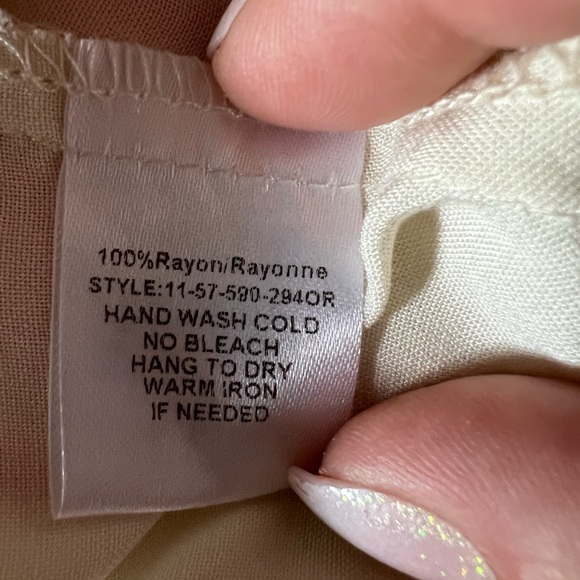 100%Rayon/Rayonne
STYLE:11-57-590-294OR
HAND WASH COLD
NO BLEACH
HANG TO DRY
WARM IRON
IF NEEDED